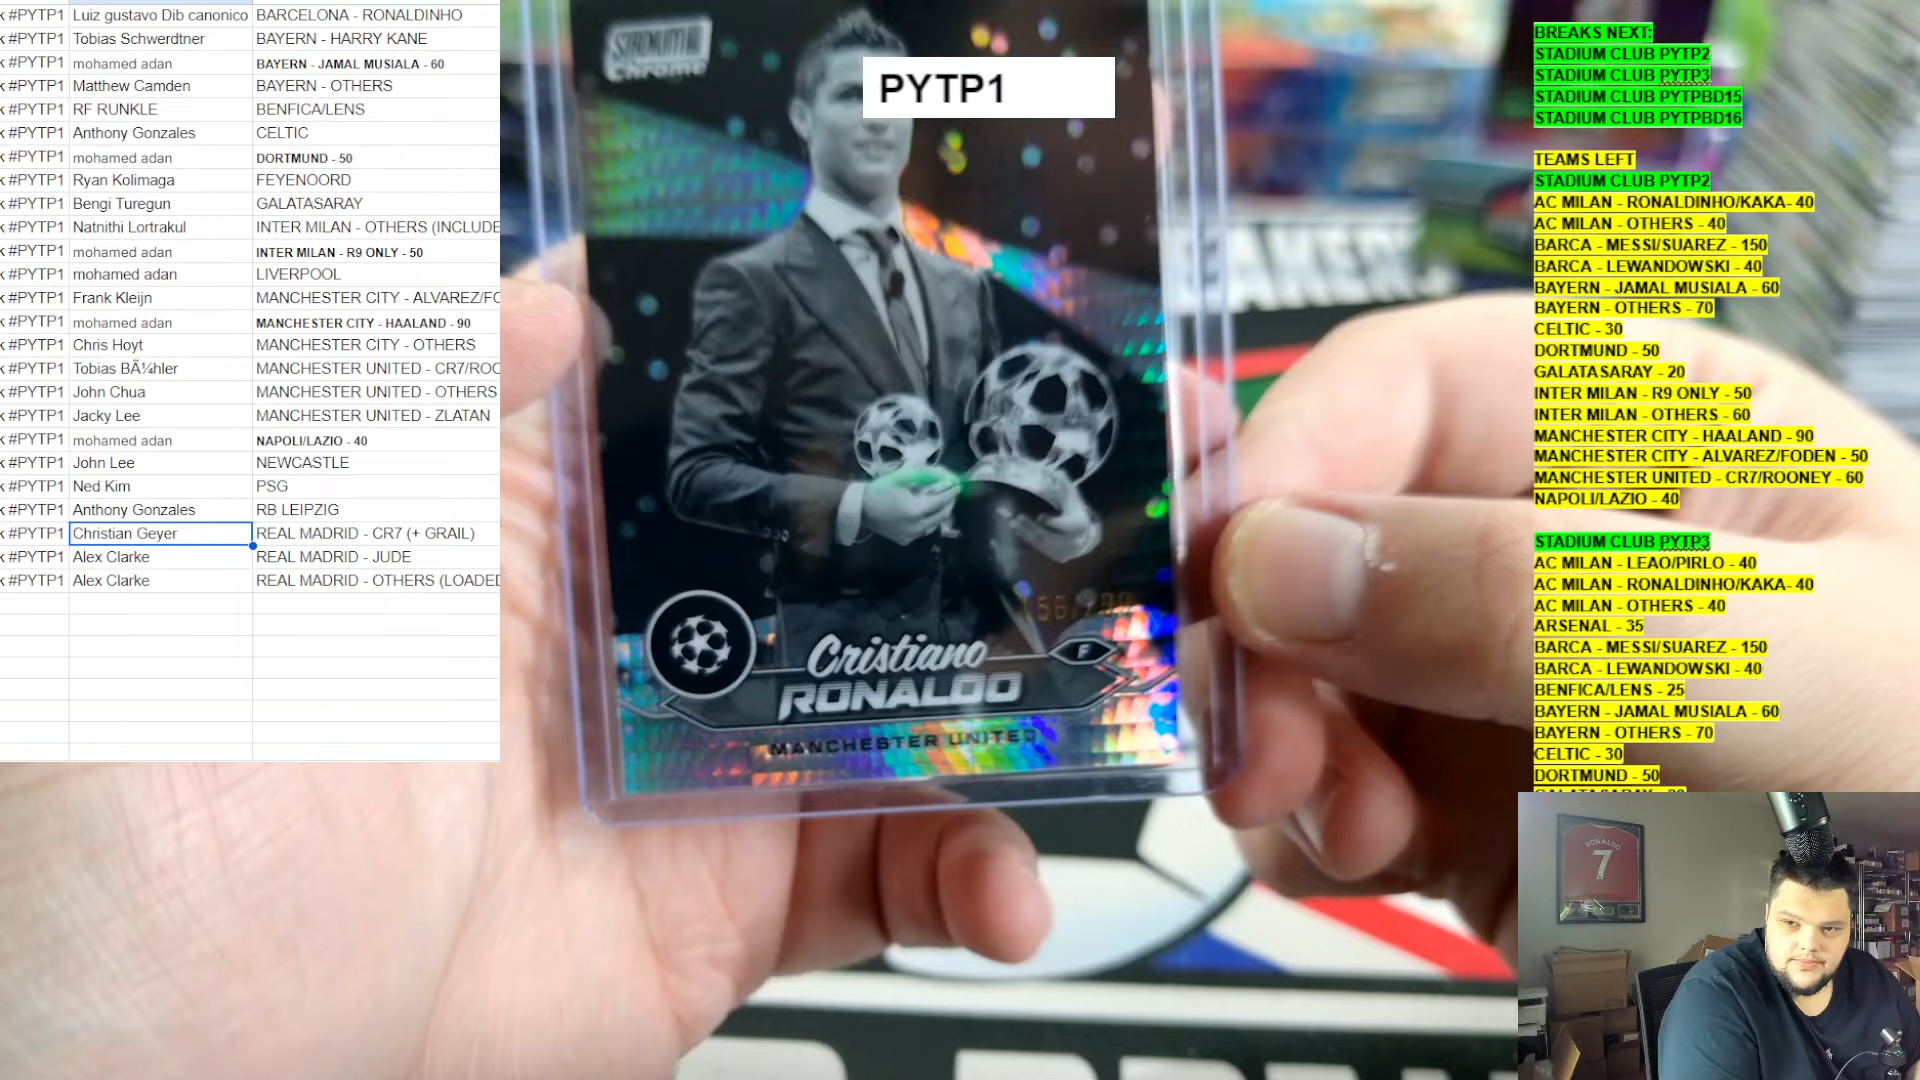 k #PYTP1 Luiz gustavo Dib canonico BARCELONA - RONALDINHO
k #PYTP1 Tobias Schwerdtner BAYERN - HARRY KANE
k #PYTP1 mohamed adan BAYERN - JAMAL MUSIALA - 60
k #PYTP1 Matthew Camden BAYERN - OTHERS
k #PYTP1 RF RUNKLE BENFICA/LENS
k #PYTP1 Anthony Gonzales CELTIC
k #PYTP1 mohamed adan DORTMUND - 50
k #PYTP1 Ryan Kolimaga FEYENOORD
k #PYTP1 Bengi Turegun GALATASARAY
k #PYTP1 Natnithi Lortrakul INTER MILAN - OTHERS (INCLUDE
k #PYTP1 mohamed adan INTER MILAN - R9 ONLY - 50
k #PYTP1 mohamed adan LIVERPOOL
k #PYTP1 Frank Kleijn MANCHESTER CITY - ALVAREZ/FO
k #PYTP1 mohamed adan MANCHESTER CITY - HAALAND - 90
k #PYTP1 Chris Hoyt MANCHESTER CITY - OTHERS
k #PYTP1 Tobias BÃ¼hler MANCHESTER UNITED - CR7/ROO
k #PYTP1 John Chua MANCHESTER UNITED - OTHERS
k #PYTP1 Jacky Lee MANCHESTER UNITED - ZLATAN
k #PYTP1 mohamed adan NAPOLI/LAZIO - 40
k #PYTP1 John Lee NEWCASTLE
k #PYTP1 Ned Kim PSG
k #PYTP1 Anthony Gonzales RB LEIPZIG
k #PYTP1 Christian Geyer REAL MADRID - CR7 (+ GRAIL)
k #PYTP1 Alex Clarke REAL MADRID - JUDE
k #PYTP1 Alex Clarke REAL MADRID - OTHERS (LOADED
STADIUM
Chrome
PYTP1
Cristiano
RONALDO
F
MANCHESTER UNITED
BREAKS NEXT:
STADIUM CLUB PYTP2
STADIUM CLUB PYTP3
STADIUM CLUB PYTPBD15
STADIUM CLUB PYTPBD16
TEAMS LEFT
STADIUM CLUB PYTP2
AC MILAN - RONALDINHO/KAKA- 40
AC MILAN - OTHERS - 40
BARCA - MESSI/SUAREZ - 150
BARCA - LEWANDOWSKI - 40
BAYERN - JAMAL MUSIALA - 60
BAYERN - OTHERS - 70
CELTIC - 30
DORTMUND - 50
GALATASARAY - 20
INTER MILAN - R9 ONLY - 50
INTER MILAN - OTHERS - 60
MANCHESTER CITY - HAALAND - 90
MANCHESTER CITY - ALVAREZ/FODEN - 50
MANCHESTER UNITED - CR7/ROONEY - 60
NAPOLI/LAZIO - 40
STADIUM CLUB PYTP3
AC MILAN - LEAO/PIRLO - 40
AC MILAN - RONALDINHO/KAKA- 40
AC MILAN - OTHERS - 40
ARSENAL - 35
BARCA - MESSI/SUAREZ - 150
BARCA - LEWANDOWSKI - 40
BENFICA/LENS - 25
BAYERN - JAMAL MUSIALA - 60
BAYERN - OTHERS - 70
CELTIC - 30
DORTMUND - 50
RONALDO
7